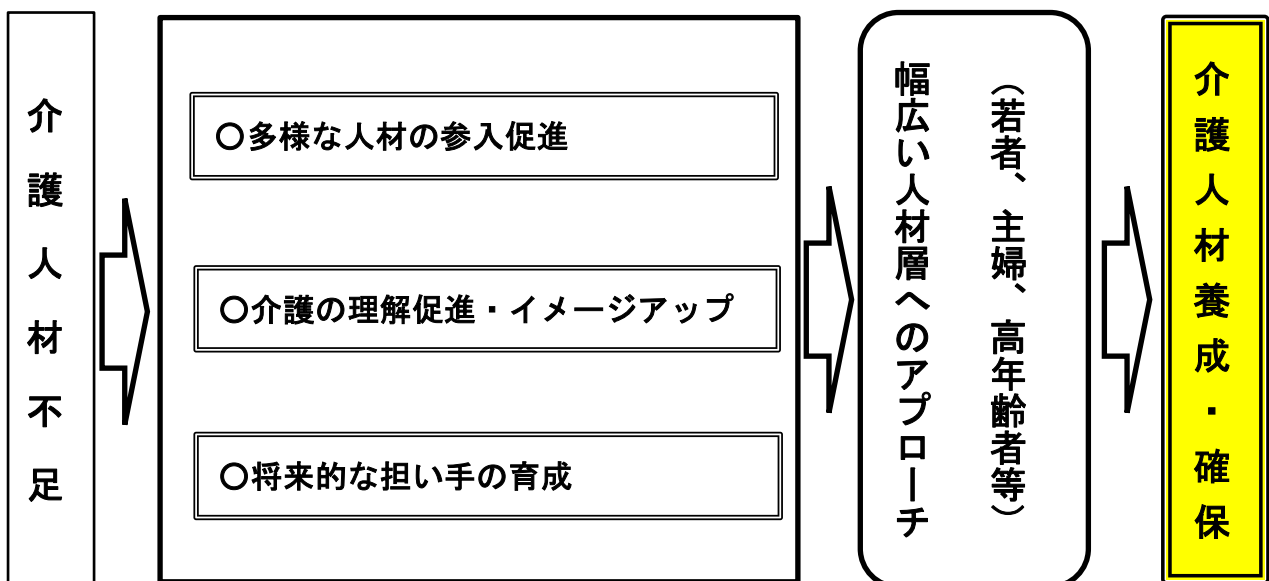 介護人材不足
〇多様な人材の参入促進
〇介護の理解促進・イメージアップ
〇将来的な担い手の育成
幅広い人材層へのアプローチ
(若者、主婦、高年齢者等)
介護人材養成・確保